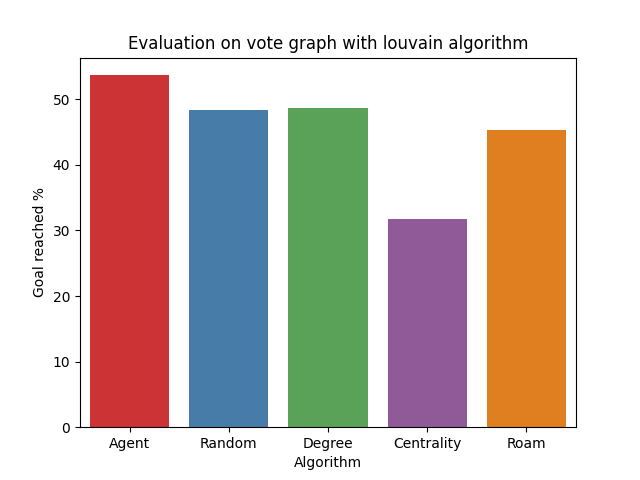 Evaluation on vote graph with louvain algorithm
Goal reached %
50
40
30
20
10
0
Agent Random Degree Centrality Roam
Algorithm